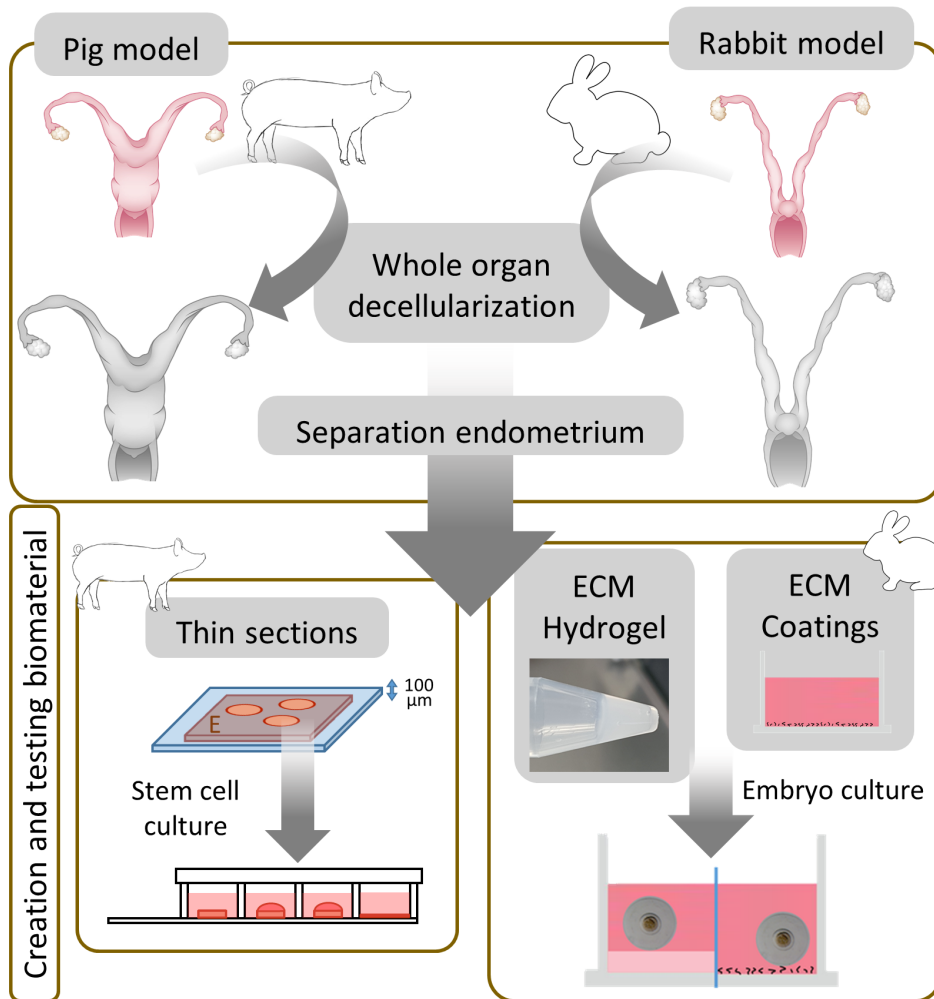 Pig model
Rabbit model
Whole organ
decellularization
Separation endometrium
Creation and testing biomaterial
Thin sections
100
µm
E
Stem cell
culture
ECM
Hydrogel
ECM
Coatings
Embryo culture